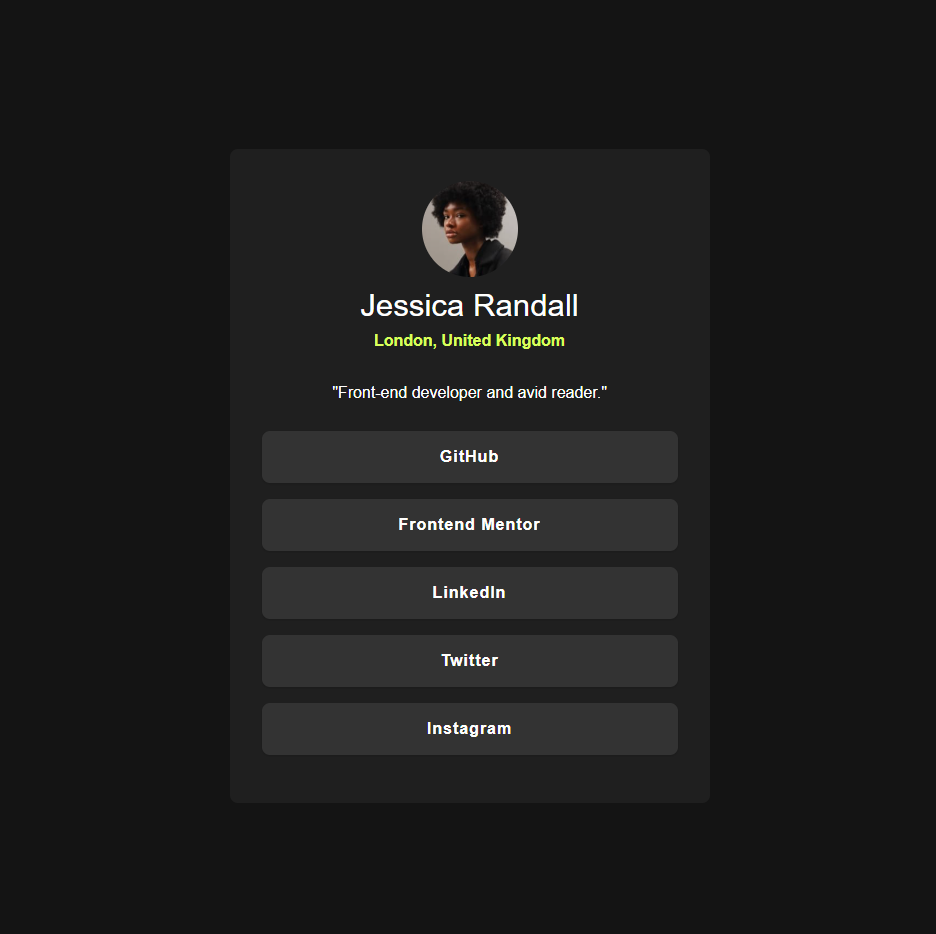 Jessica Randall
London, United Kingdom
"Front-end developer and avid reader."
GitHub
Frontend Mentor
LinkedIn
Twitter
Instagram